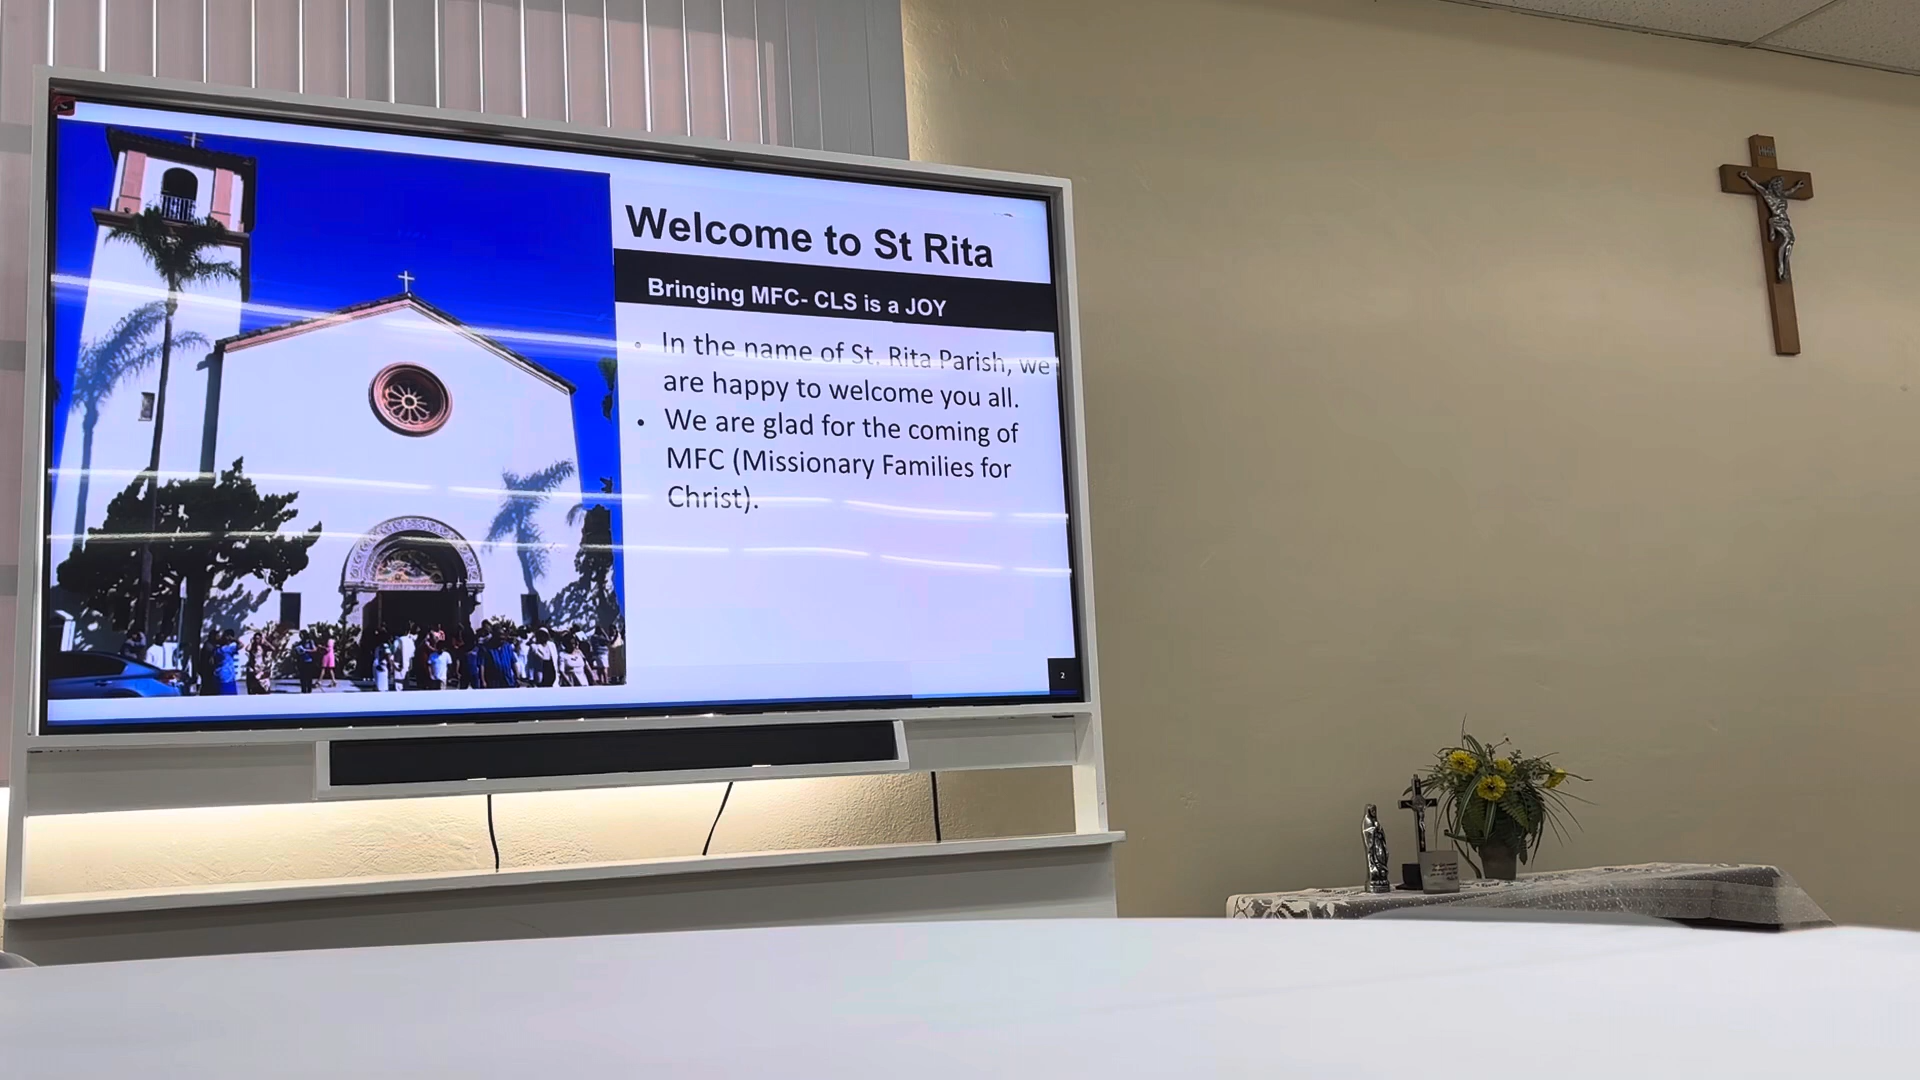 Welcome to St Rita
Bringing MFC- CLS is a JOY
• In the name of St. Rita Parish, we
are happy to welcome you all.
• We are glad for the coming of
MFC (Missionary Families for
Christ).
2